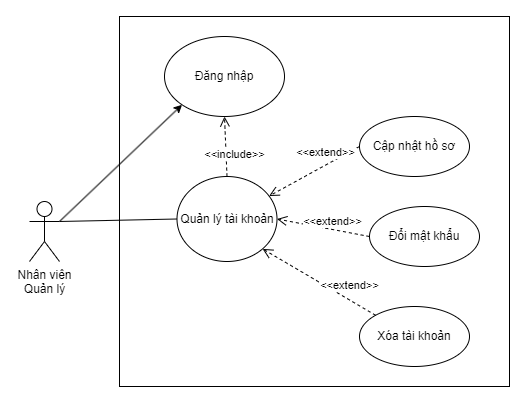 Đăng nhập
<<include>>
<<extend>>
Cập nhật hồ sơ
Quản lý tài khoản
<<extend>>
Đổi mật khẩu
Nhân viên
Quản lý
<<extend>>
Xóa tài khoản